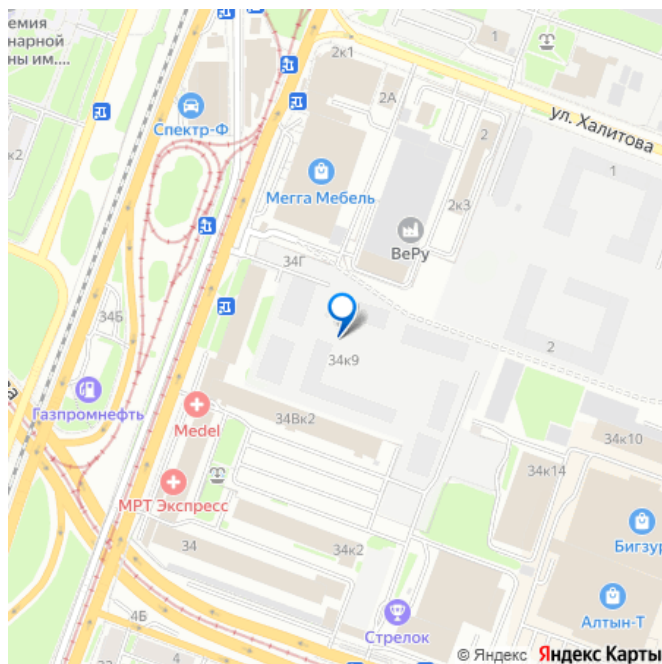 емия
нарной
ны им....
к2
2к1
1
2А
ул. Халитова
Спектр-Ф
2
1
Мегга Мебель
2к3
ВеРу
34Г
34Б
2
34к9
Газпромнефть
34Вк2
Medel
34к10
34к14
МРТ Экспресс
34
34к2
Бигзур
Алтын-Т
4Б
Стрелок
© Яндекс Яндекс Карты